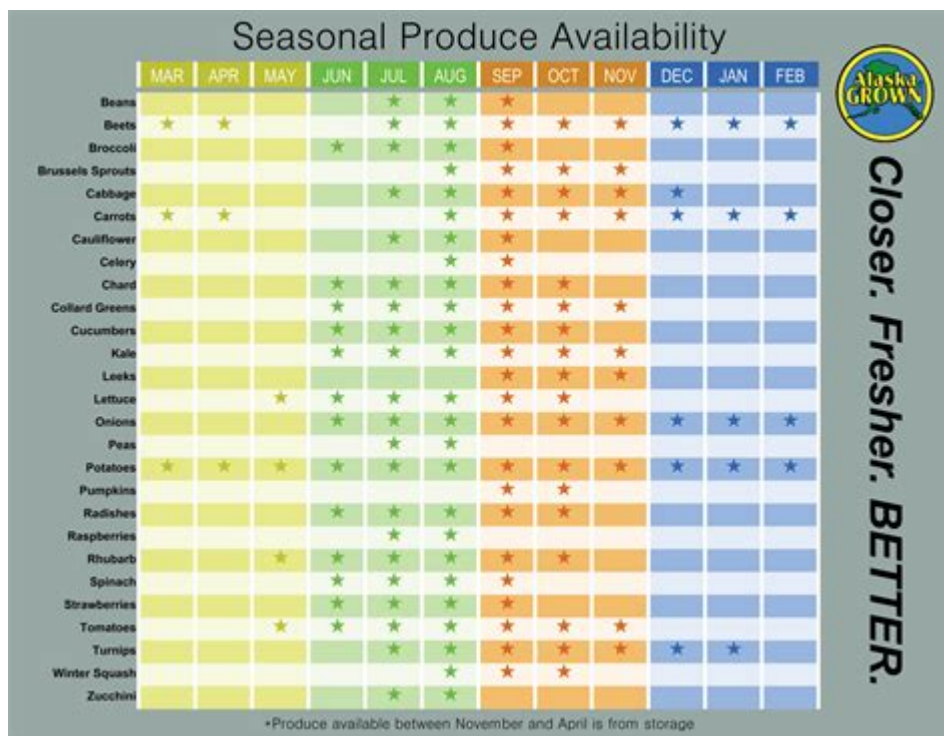 Seasonal Produce Availability
MAR APR MAY JUN JUL AUG SEP OCT NOV DEC JAN FEB
Beans
Beets
Broccoli
Brussels Sprouts
Cabbage
Carrots
Cauliflower
Celery
Chard
Collard Greens
Cucumbers
Kale
Leeks
Lettuce
Onions
Peas
Potatoes
Pumpkins
Radishes
Raspberries
Rhubarb
Spinach
Strawberries
Tomatoes
Turnips
Winter Squash
Zucchini
*Produce available between November and April is from storage
Alaska
GROWN
Closer. Fresher. BETTER.